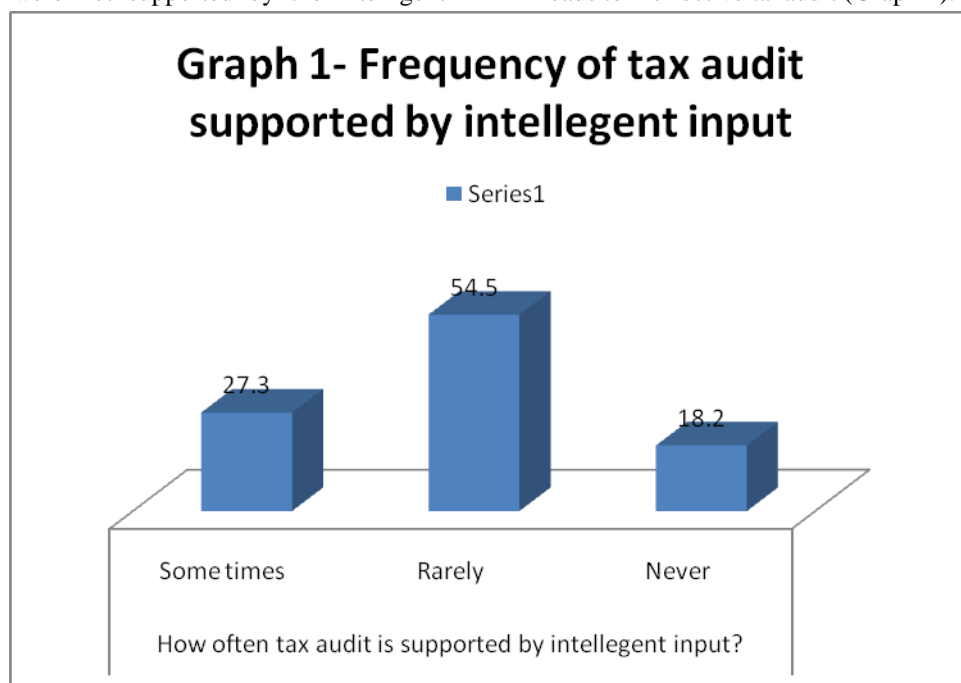 Graph 1- Frequency of tax audit
supported by intellegent input
Series1
27.3
54.5
18.2
Some times
Rarely
Never
How often tax audit is supported by intellegent input?